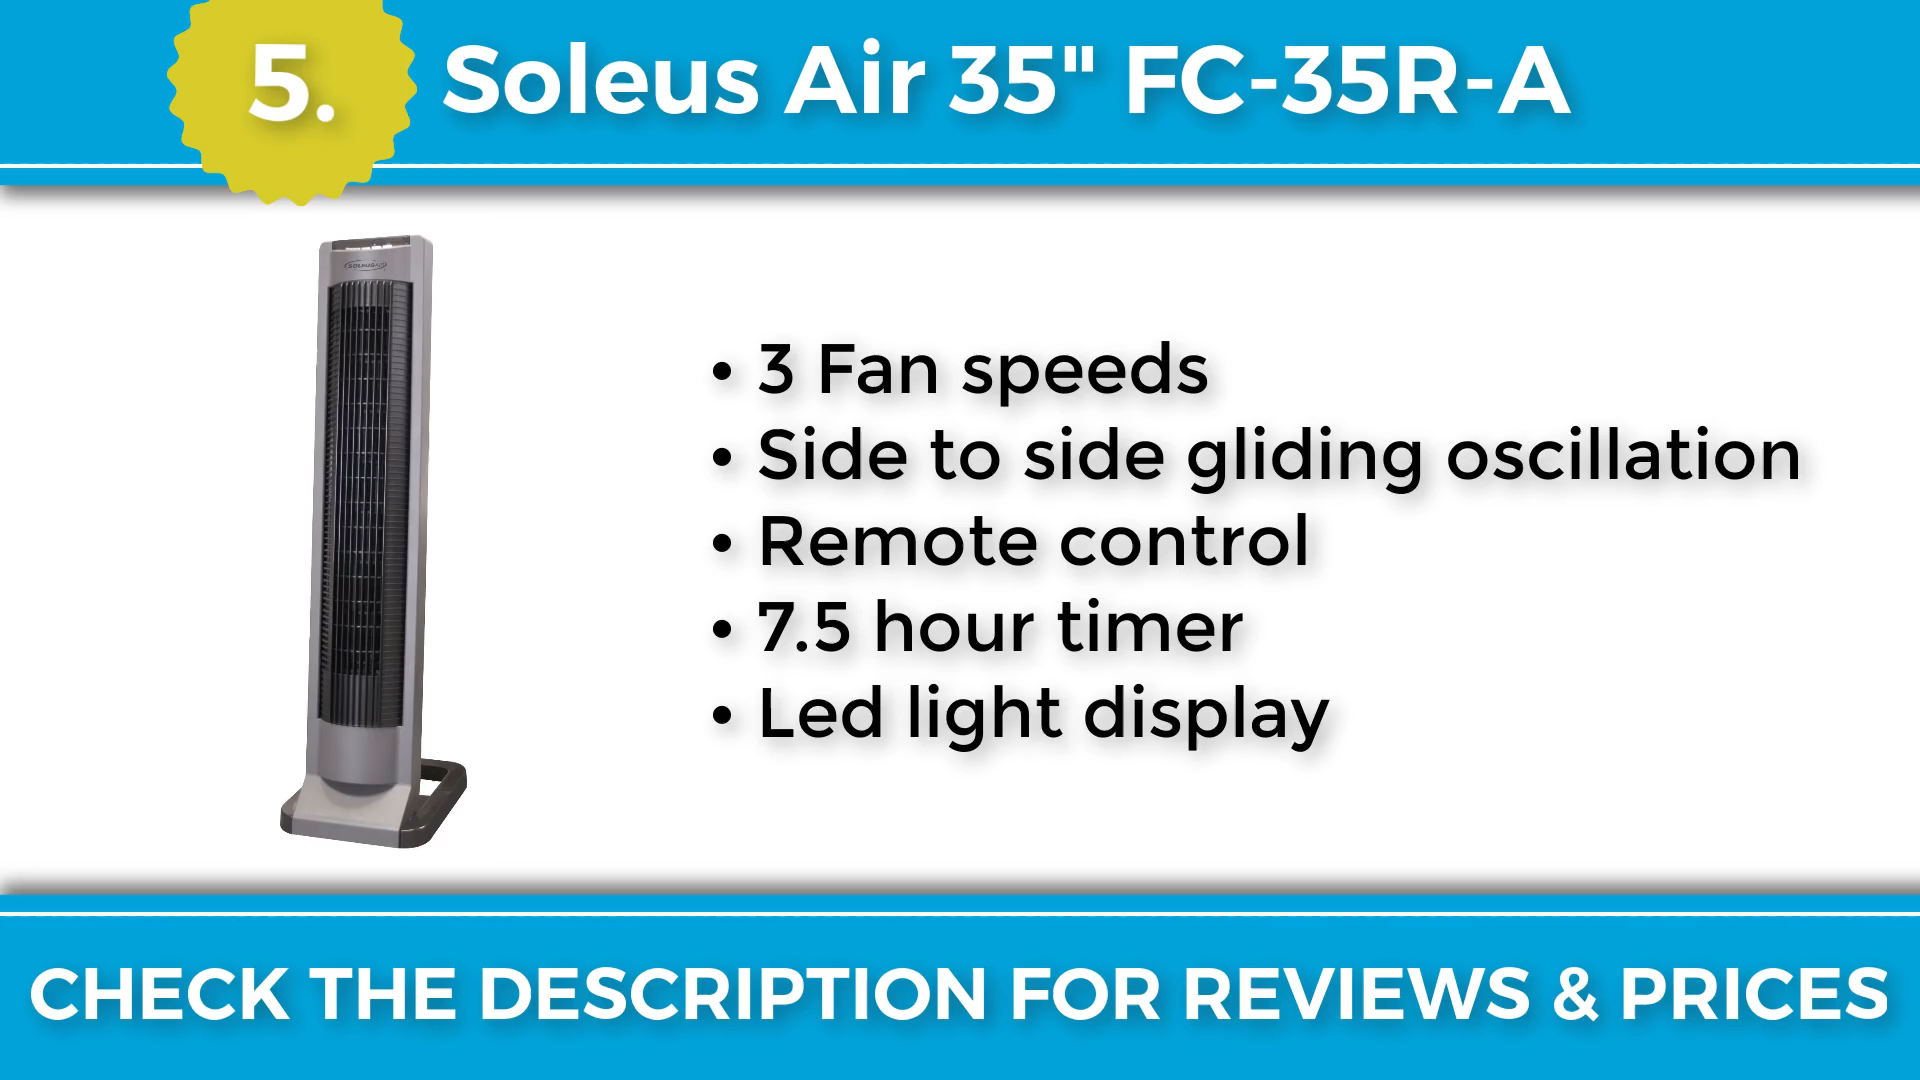 5.
Soleus Air 35" FC-35R-A
SOLEUSAIR
• 3 Fan speeds
• Side to side gliding oscillation
• Remote control
• 7.5 hour timer
• Led light display
CHECK THE DESCRIPTION FOR REVIEWS & PRICES